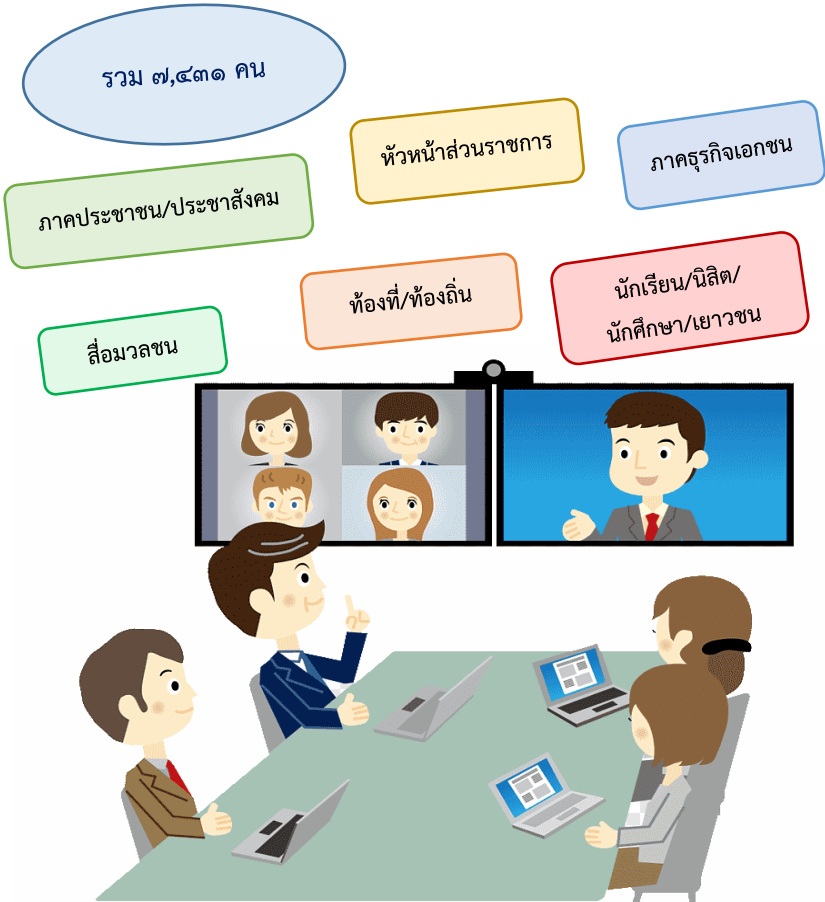 รวม ๗,๔๓๑ คน
หัวหน้าส่วนราชการ
ภาคธุรกิจเอกชน
ภาคประชาชน/ประชาสังคม
ท้องที่/ท้องถิ่น
นักเรียน/นิสิต/
นักศึกษา/เยาวชน
สื่อมวลชน